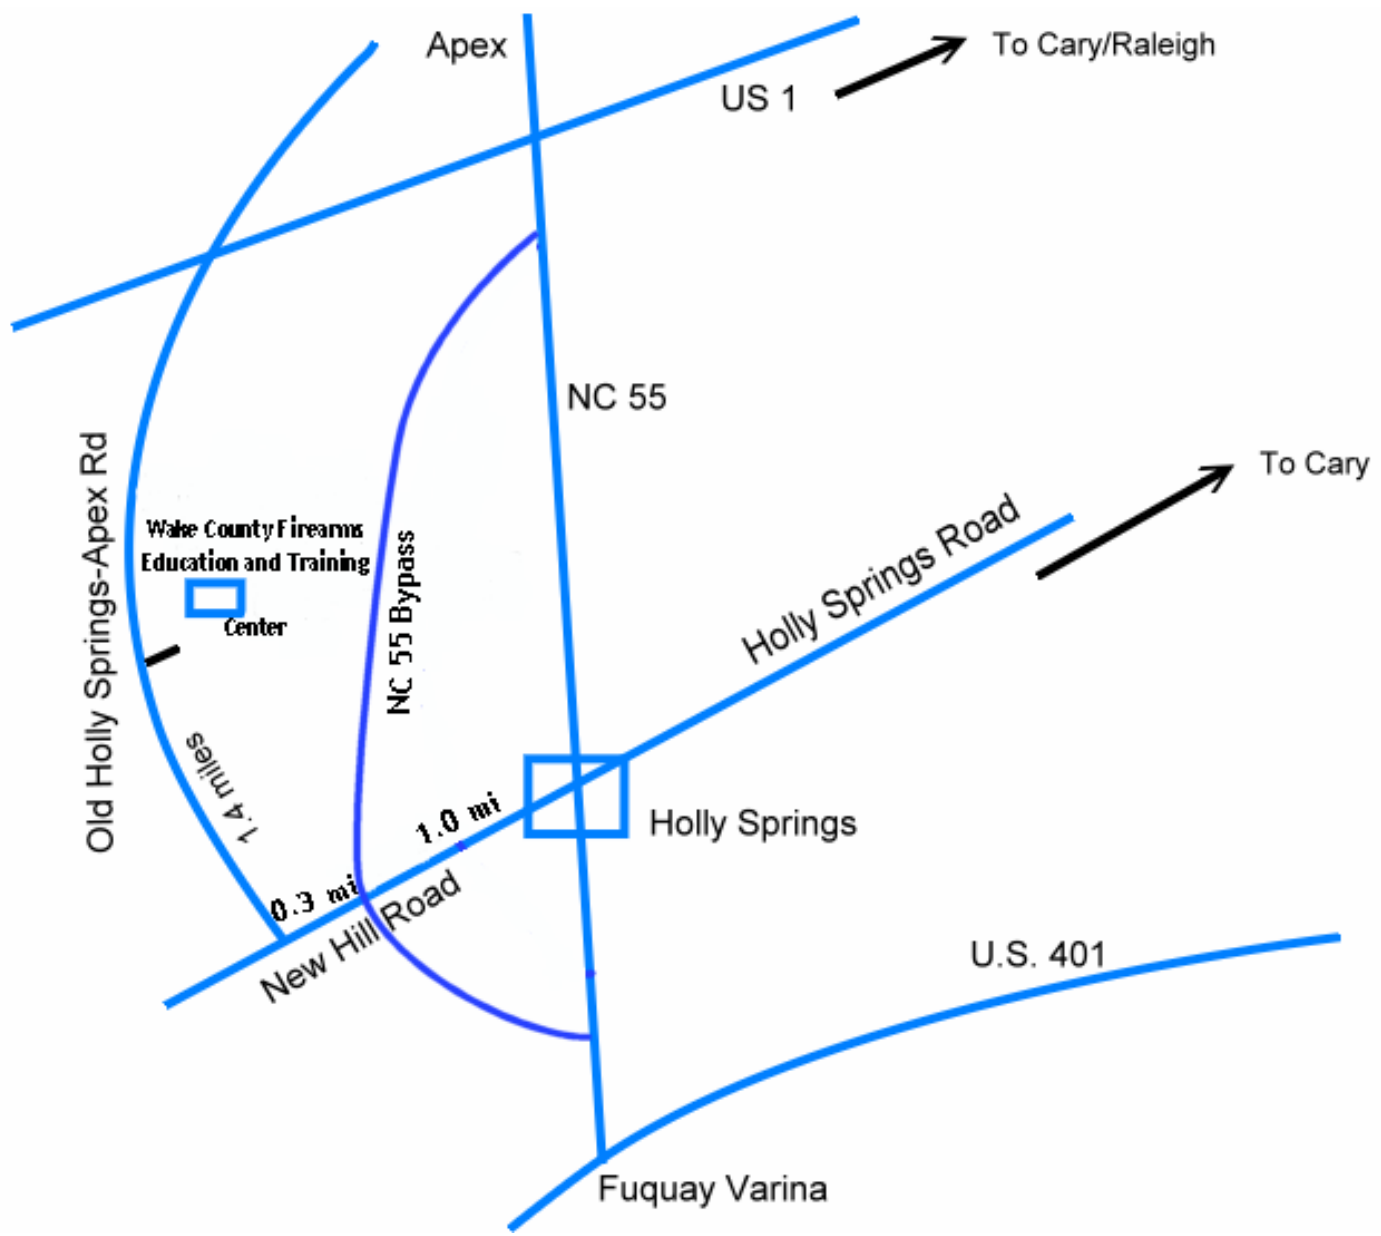 Apex
To Cary/Raleigh
US 1
NC 55
To Cary
Old Holly Springs-Apex Rd
Wake County Firearms
Education and Training
Center
NC 55 Bypass
Holly Springs Road
1.4 miles
1.0 mi
Holly Springs
0.3 mi
New Hill Road
U.S. 401
Fuquay Varina